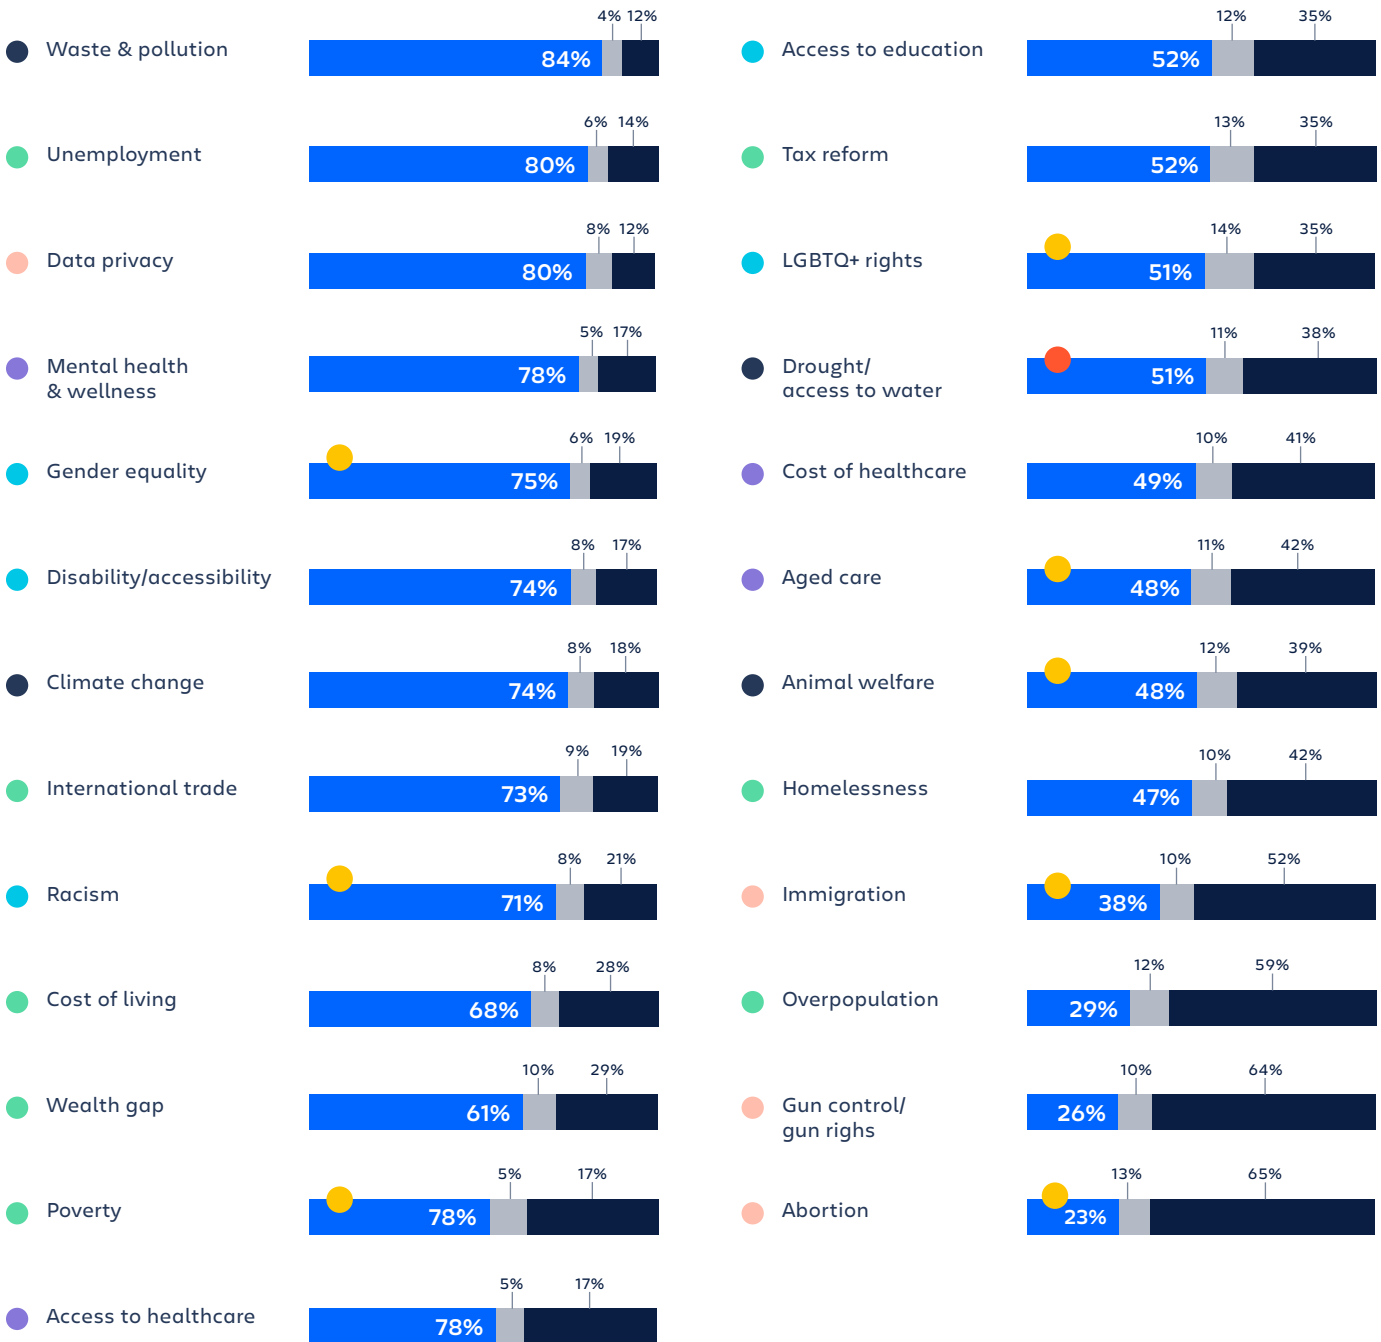 4% 12%
Waste & pollution
84%
6% 14%
Unemployment
80%
8% 12%
Data privacy
80%
5% 17%
Mental health
& wellness
78%
6% 19%
Gender equality
75%
8% 17%
Disability/accessibility
74%
8% 18%
Climate change
74%
9% 19%
International trade
73%
8% 21%
Racism
71%
8% 28%
Cost of living
68%
10% 29%
Wealth gap
61%
5% 17%
Poverty
78%
5% 17%
Access to healthcare
78%
12% 35%
Access to education
52%
13% 35%
Tax reform
52%
14% 35%
LGBTQ+ rights
51%
11% 38%
Drought/
access to water
51%
10% 41%
Cost of healthcare
49%
11% 42%
Aged care
48%
12% 39%
Animal welfare
48%
10% 42%
Homelessness
47%
10% 52%
Immigration
38%
12% 59%
Overpopulation
29%
10% 64%
Gun control/
gun righs
26%
13% 65%
Abortion
23%